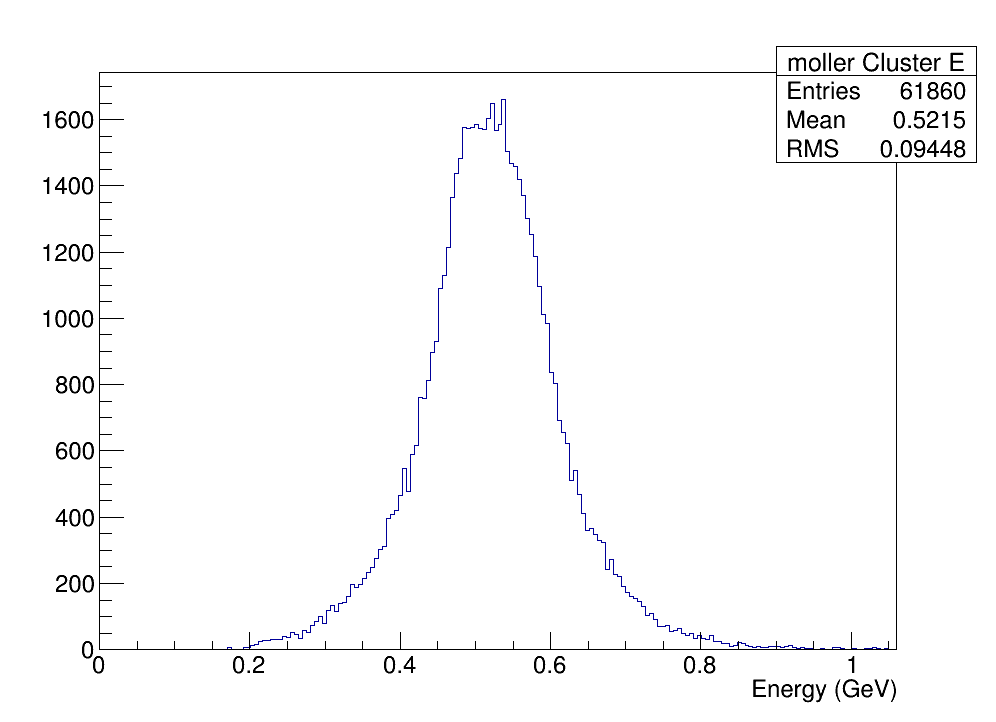 moller Cluster E
Entries 61860
Mean 0.5215
RMS 0.09448
1600
1400
1200
1000
800
600
400
200
0
0 0.2 0.4 0.6 0.8 1
Energy (GeV)